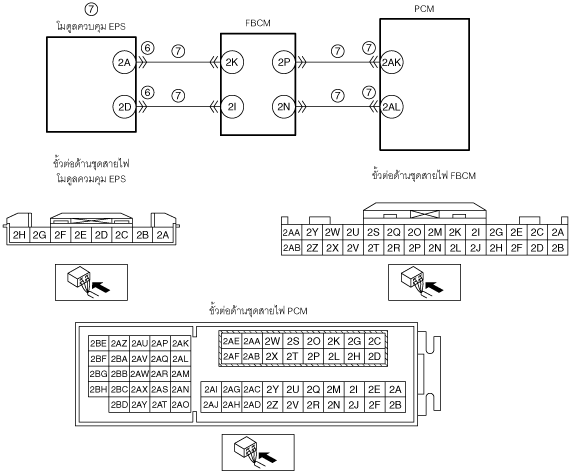 ⑦
โมดูลควบคุม EPS
FBCM
PCM
2A ⑥ ⑦ 2K 2P ⑦ ⑦ 2AK
2D ⑥ ⑦ 2I 2N ⑦ ⑦ 2AL
ขั้วต่อด้านชุดสายไฟ
โมดูลควมคุม EPS
ขั้วต่อด้านชุดสายไฟ FBCM
2H 2G 2F 2E 2D 2C 2B 2A
2AA 2Y 2W 2U 2S 2Q 2O 2M 2K 2I 2G 2E 2C 2A
2AB 2Z 2X 2V 2T 2R 2P 2N 2L 2J 2H 2F 2D 2B
ขั้วต่อด้านชุดสายไฟ PCM
2BE 2AZ 2AU 2AP 2AK
2BF 2BA 2AV 2AQ 2AL
2BG 2BB 2AW 2AR 2AM
2BH 2BC 2AX 2AS 2AN
2BD 2AY 2AT 2AO
2AE 2AA 2W 2S 2O 2K 2G 2C
2AF 2AB 2X 2T 2P 2L 2H 2D
2AI 2AG 2AC 2Y 2U 2Q 2M 2I 2E 2A
2AJ 2AH 2AD 2Z 2V 2R 2N 2J 2F 2B